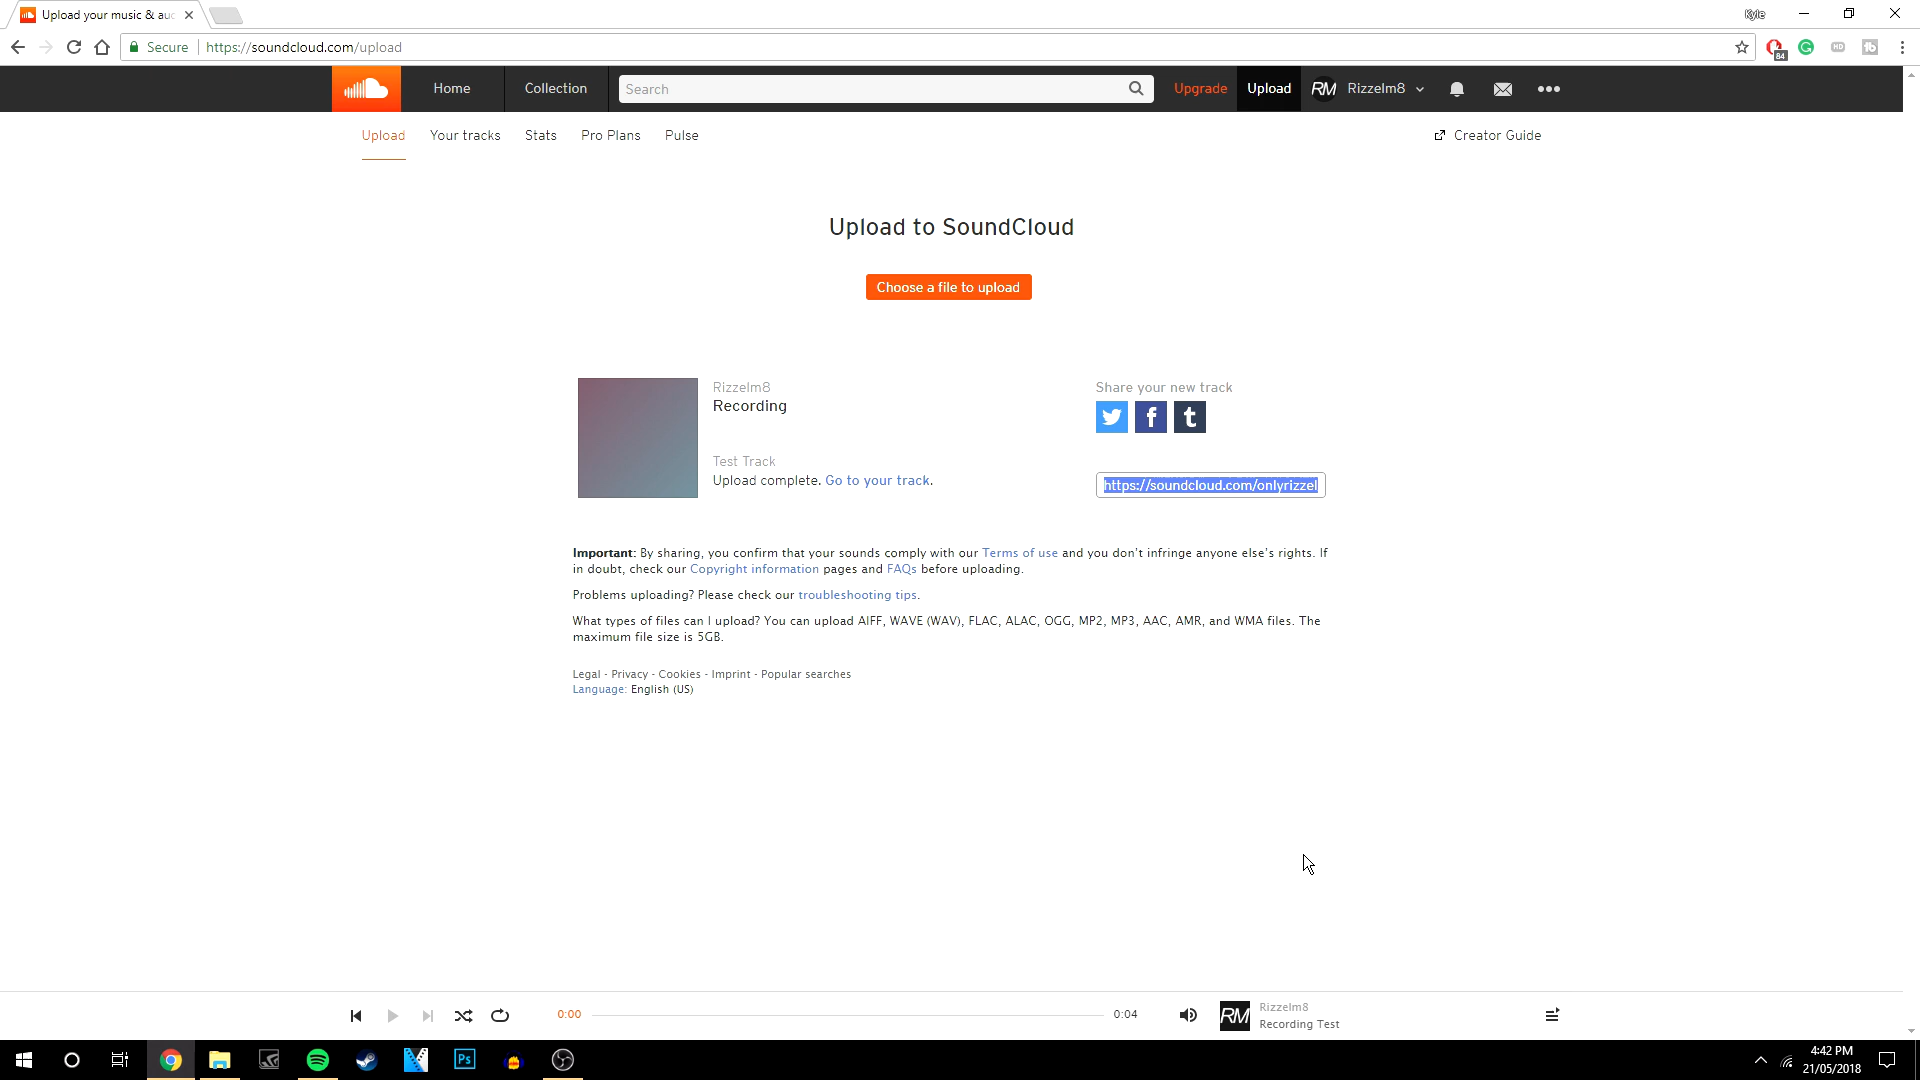 Upload your music & au
Kyle
Secure
https://soundcloud.com/upload
84
HD
tb
Home
Collection
Search
Upgrade
Upload
RM
Rizzelm8
Upload
Your tracks
Stats
Pro Plans
Pulse
Creator Guide
Upload to SoundCloud
Choose a file to upload
Rizzelm8
Recording
Share your new track
Test Track
Upload complete. Go to your track.
https://soundcloud.com/onlyrizzel
Important: By sharing, you confirm that your sounds comply with our Terms of use and you don't infringe anyone else's rights. If
in doubt, check our Copyright information pages and FAQs before uploading.
Problems uploading? Please check our troubleshooting tips.
What types of files can I upload? You can upload AIFF, WAVE (WAV), FLAC, ALAC, OGG, MP2, MP3, AAC, AMR, and WMA files. The
maximum file size is 5GB.
Legal - Privacy - Cookies - Imprint - Popular searches
Language: English (US)
0:00
0:04
RM
Rizzelm8
Recording Test
Ps
4:42 PM
21/05/2018